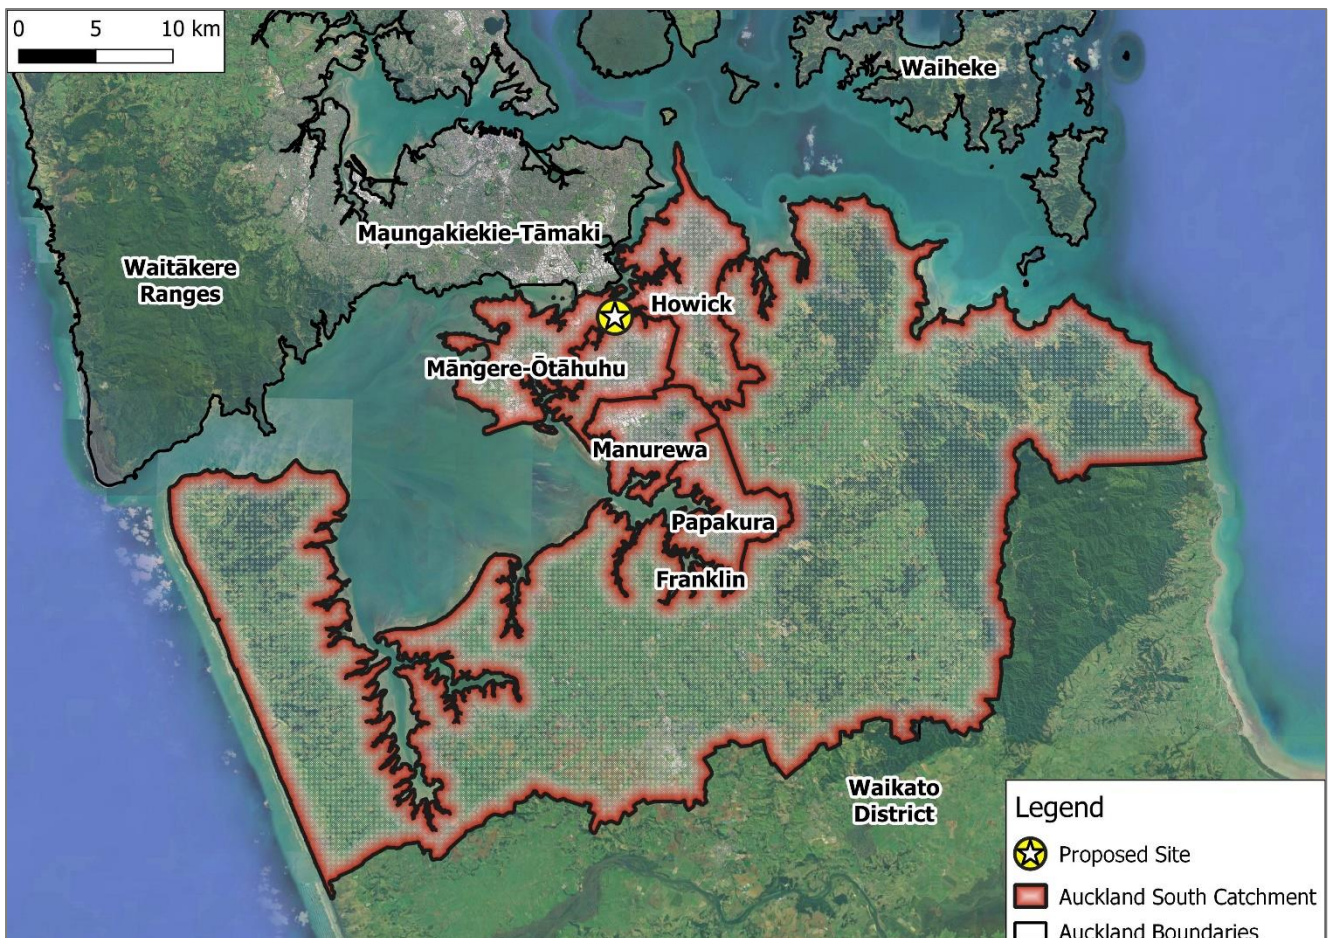 0 5 10 km
Waiheke
Maungakiekie-Tāmaki
Waitākere
Ranges
Howick
Māngere-Ōtāhuhu
Manurewa
Papakura
Franklin
Waikato
District
Legend
Proposed Site
Auckland South Catchment
Auckland Boundaries